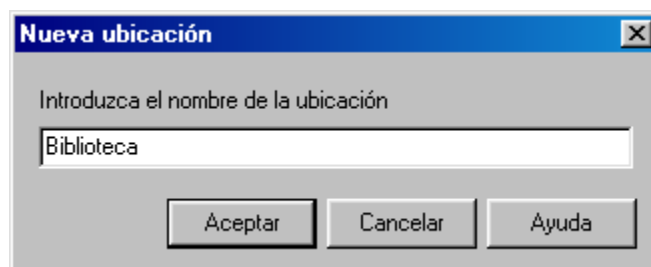 Nueva ubicación
Introduzca el nombre de la ubicación
Biblioteca
Aceptar Cancelar Ayuda